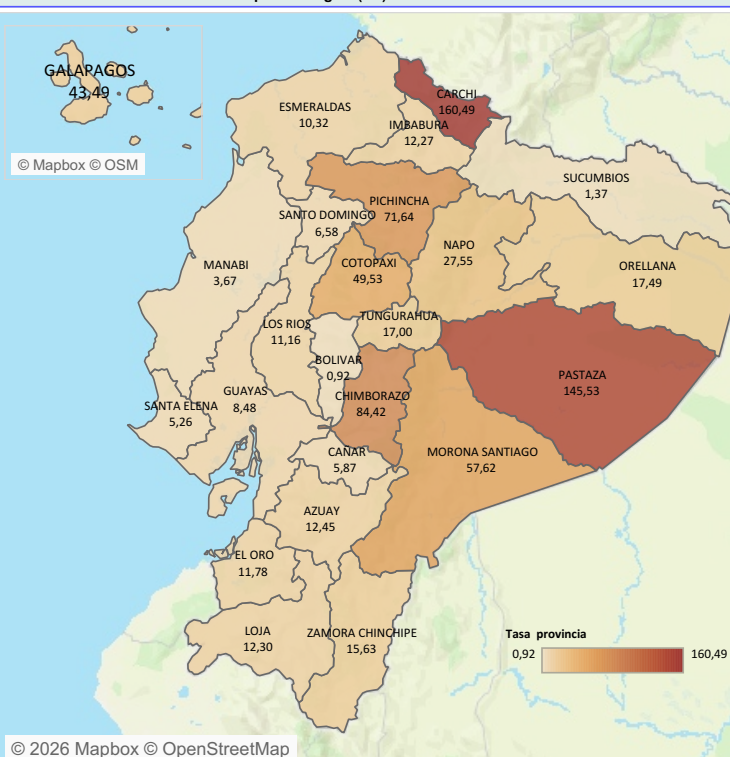 GALAPAGOS
43,49
© Mapbox © OSM
ESMERALDAS
10,32
CARCHI
160,49
IMBABURA
12,27
SUCUMBIOS
1,37
PICHINCHA
71,64
SANTO DOMINGO
6,58
NAPO
27,55
MANABI
3,67
COTOPAXI
49,53
ORELLANA
17,49
LOS RIOS
11,16
TUNGURAHUA
17,00
BOLIVAR
0,92
PASTAZA
145,53
GUAYAS
8,48
CHIMBORAZO
84,42
SANTA ELENA
5,26
CAÑAR
5,87
MORONA SANTIAGO
57,62
AZUAY
12,45
EL ORO
11,78
LOJA
12,30
ZAMORA CHINCHIPE
15,63
Tasa provincia
0,92 160,49
© 2026 Mapbox © OpenStreetMap